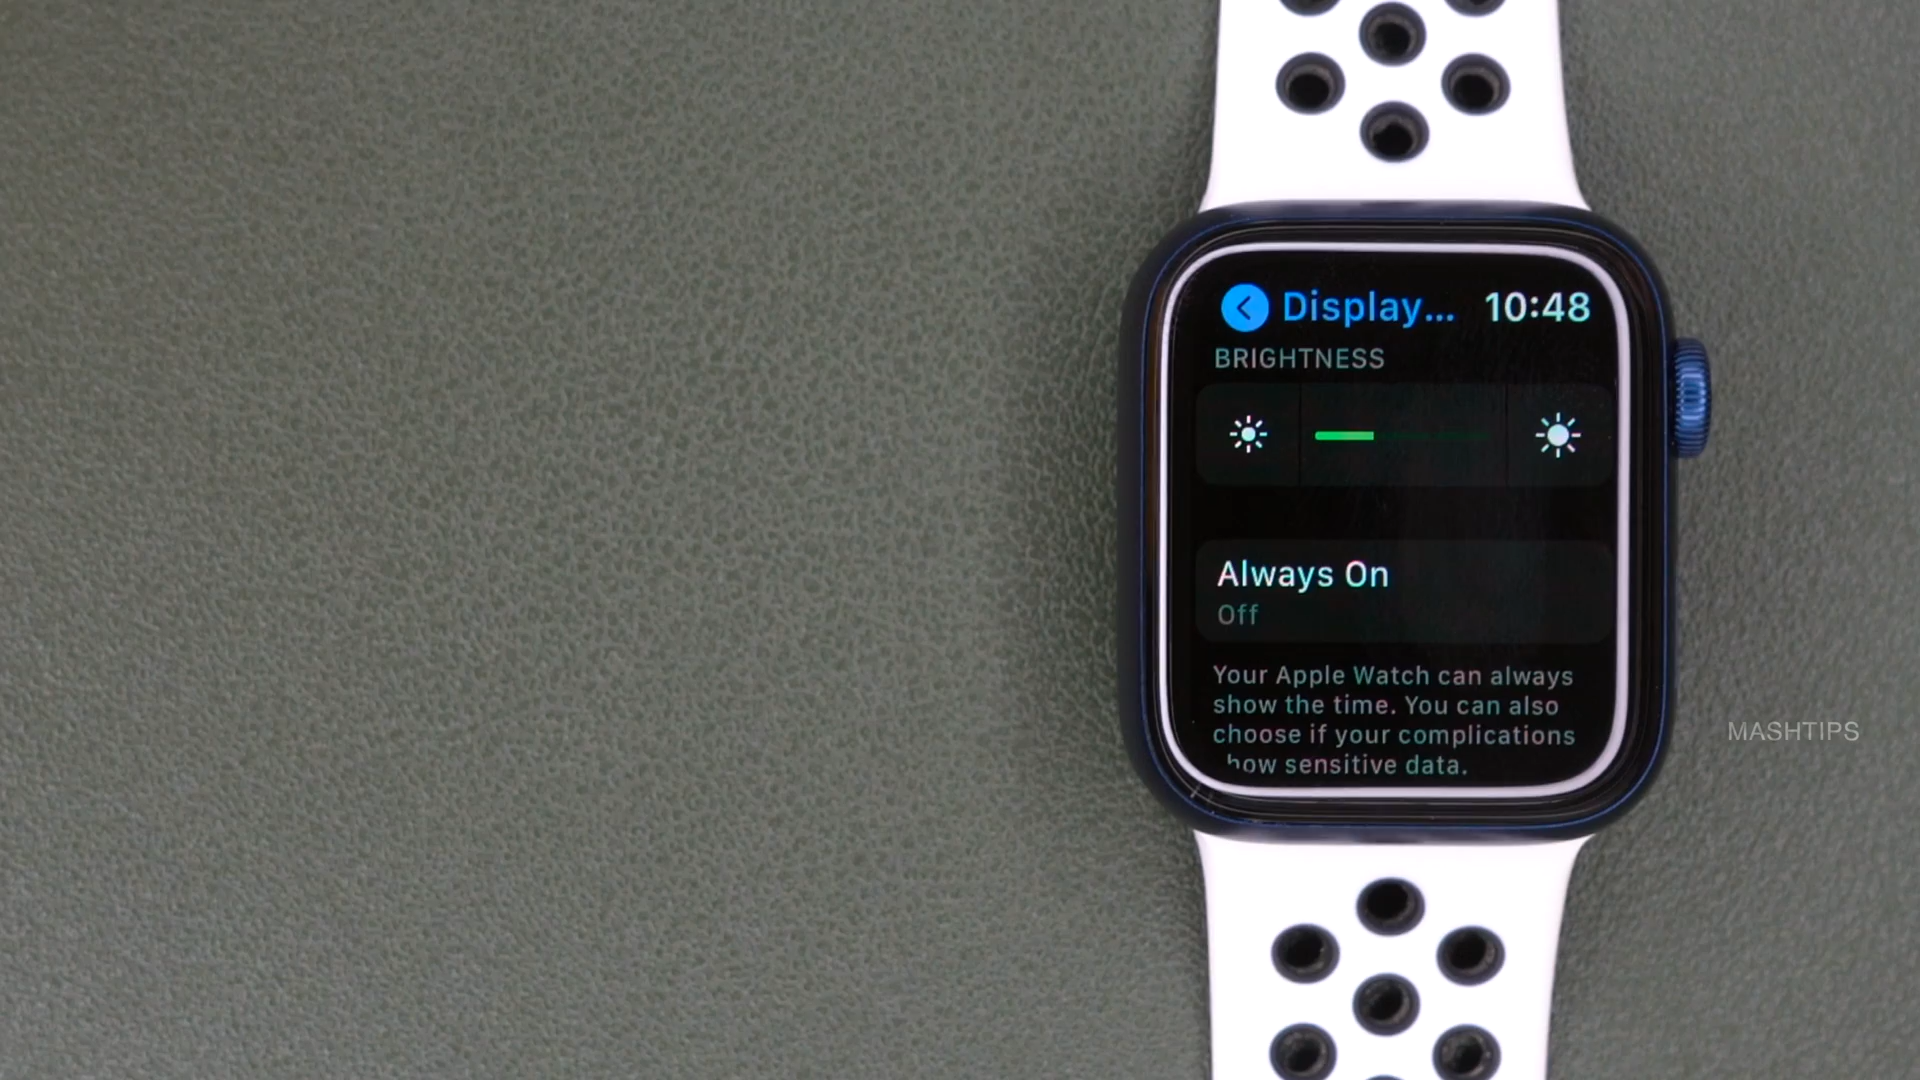 Display... 10:48
BRIGHTNESS
Always On
Off
Your Apple Watch can always
show the time. You can also
choose if your complications
how sensitive data.
MASHTIPS